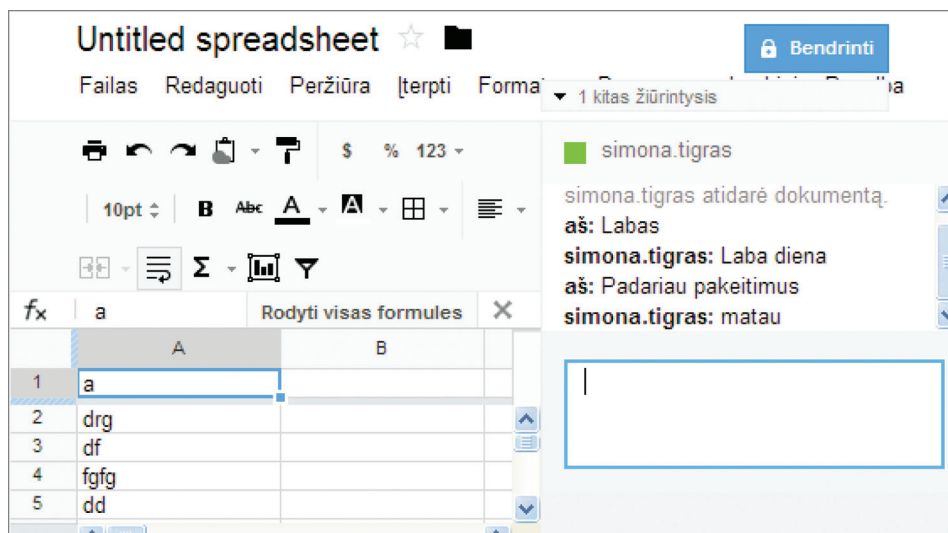 Untitled spreadsheet
Bendrinti
Failas Redaguoti Peržiūra Įterpti
1 kitas žiūrintysis
$ % 123
10pt B Abc A A
Σ
simona.tigras
simona.tigras atidarė dokumentą.
aš: Labas
simona.tigras: Laba diena
aš: Padariau pakeitimus
simona.tigras: matau
fx a Rodyti visas formules
A B
1 a
2 drg
3 df
4 fgfg
5 dd